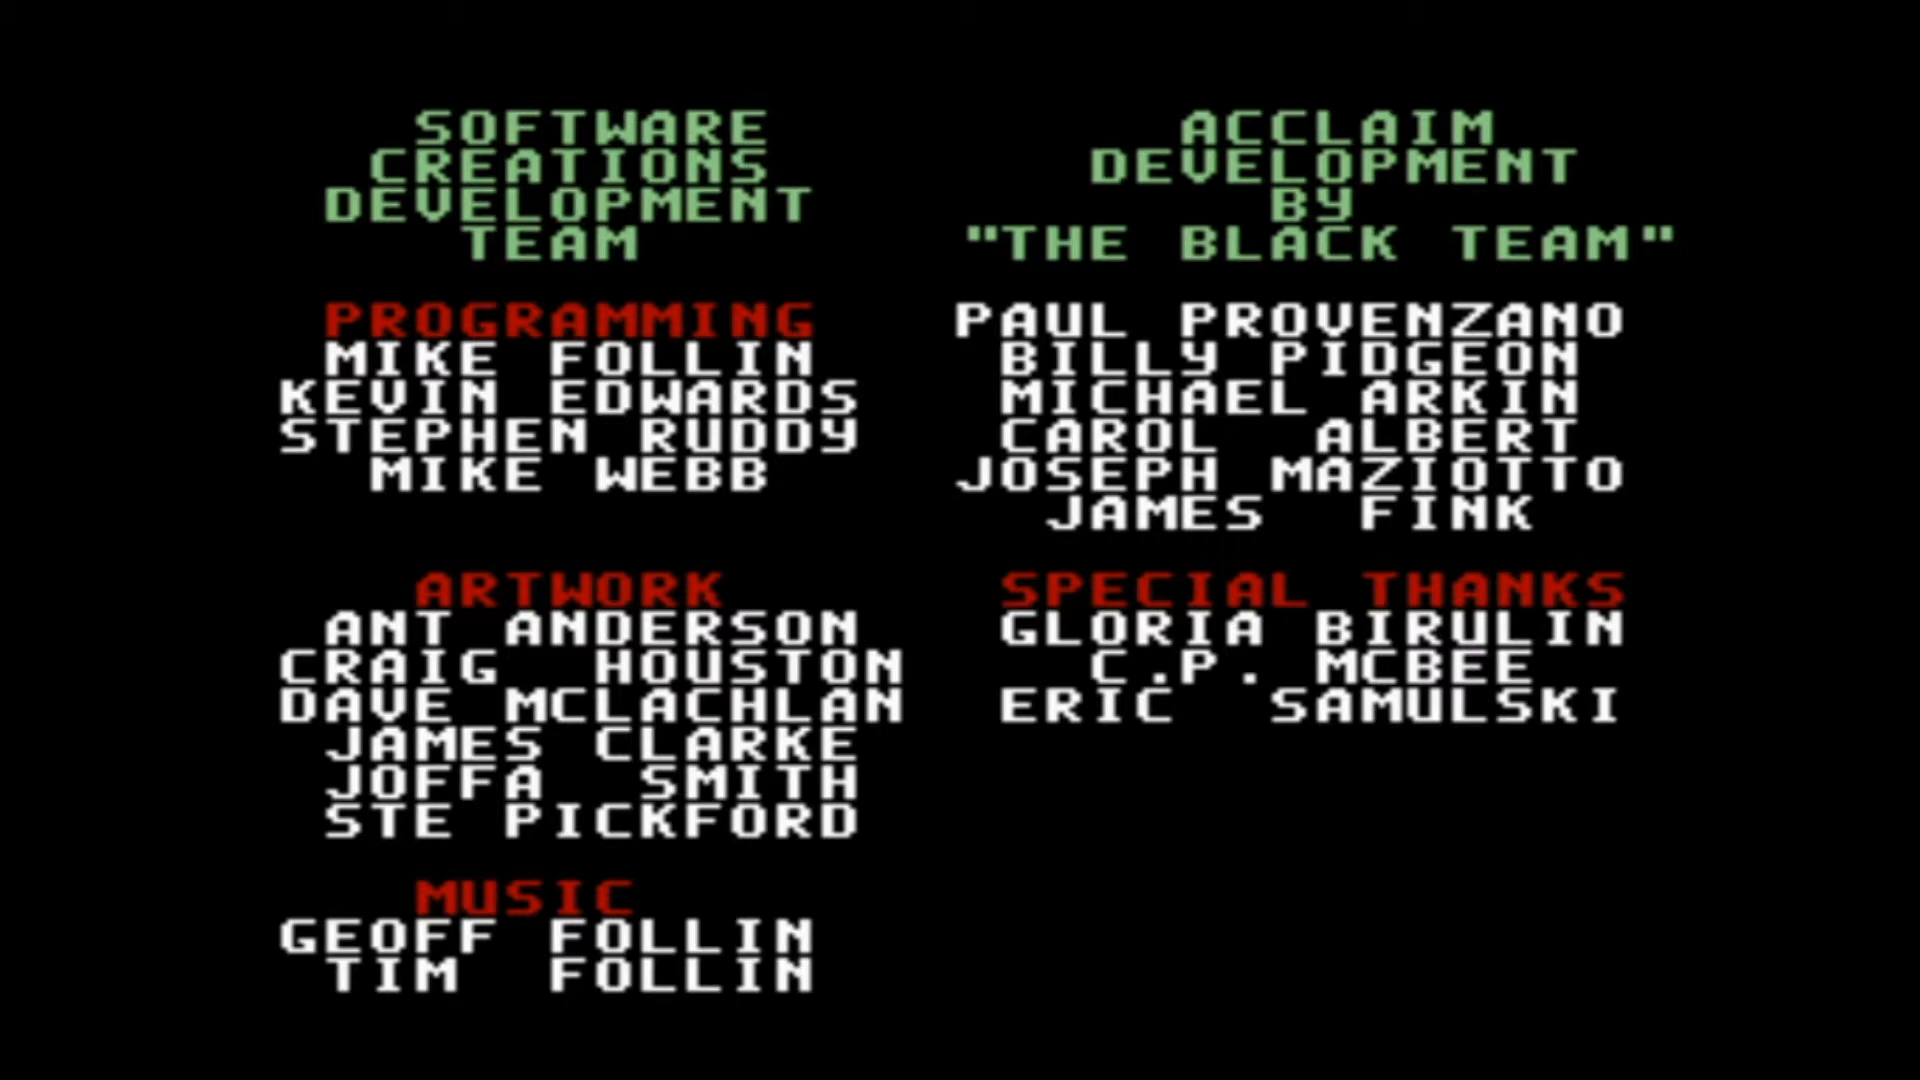 SOFTWARE
CREATIONS
DEVELOPMENT
TEAM
PROGRAMMING
MIKE FOLLIN
KEVIN EDWARDS
STEPHEN RUDDY
MIKE WEBB
ARTWORK
ANT ANDERSON
CRAIG HOUSTON
DAVE MCLACHLAN
JAMES CLARKE
JOFFA SMITH
STE PICKFORD
MUSIC
GEOFF FOLLIN
TIM FOLLIN
ACCLAIM
DEVELOPMENT
BY
"THE BLACK TEAM"
PAUL PROVENZANO
BILLY PIDGEON
MICHAEL ARKIN
CAROL ALBERT
JOSEPH MAZIOTTO
JAMES FINK
SPECIAL THANKS
GLORIA BIRULIN
C.P. MCBEE
ERIC SAMULSKI